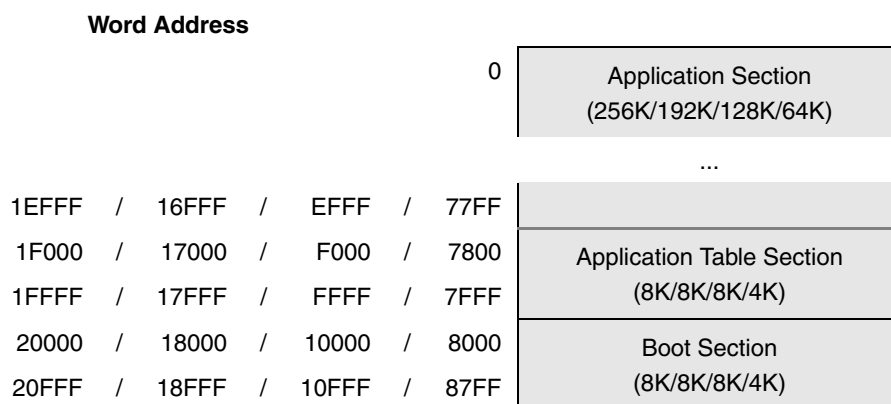 Word Address
0 Application Section
(256K/192K/128K/64K)
...
1EFFF / 16FFF / EFFF / 77FF
1F000 / 17000 / F000 / 7800 Application Table Section
1FFFF / 17FFF / FFFF / 7FFF (8K/8K/8K/4K)
20000 / 18000 / 10000 / 8000 Boot Section
20FFF / 18FFF / 10FFF / 87FF (8K/8K/8K/4K)